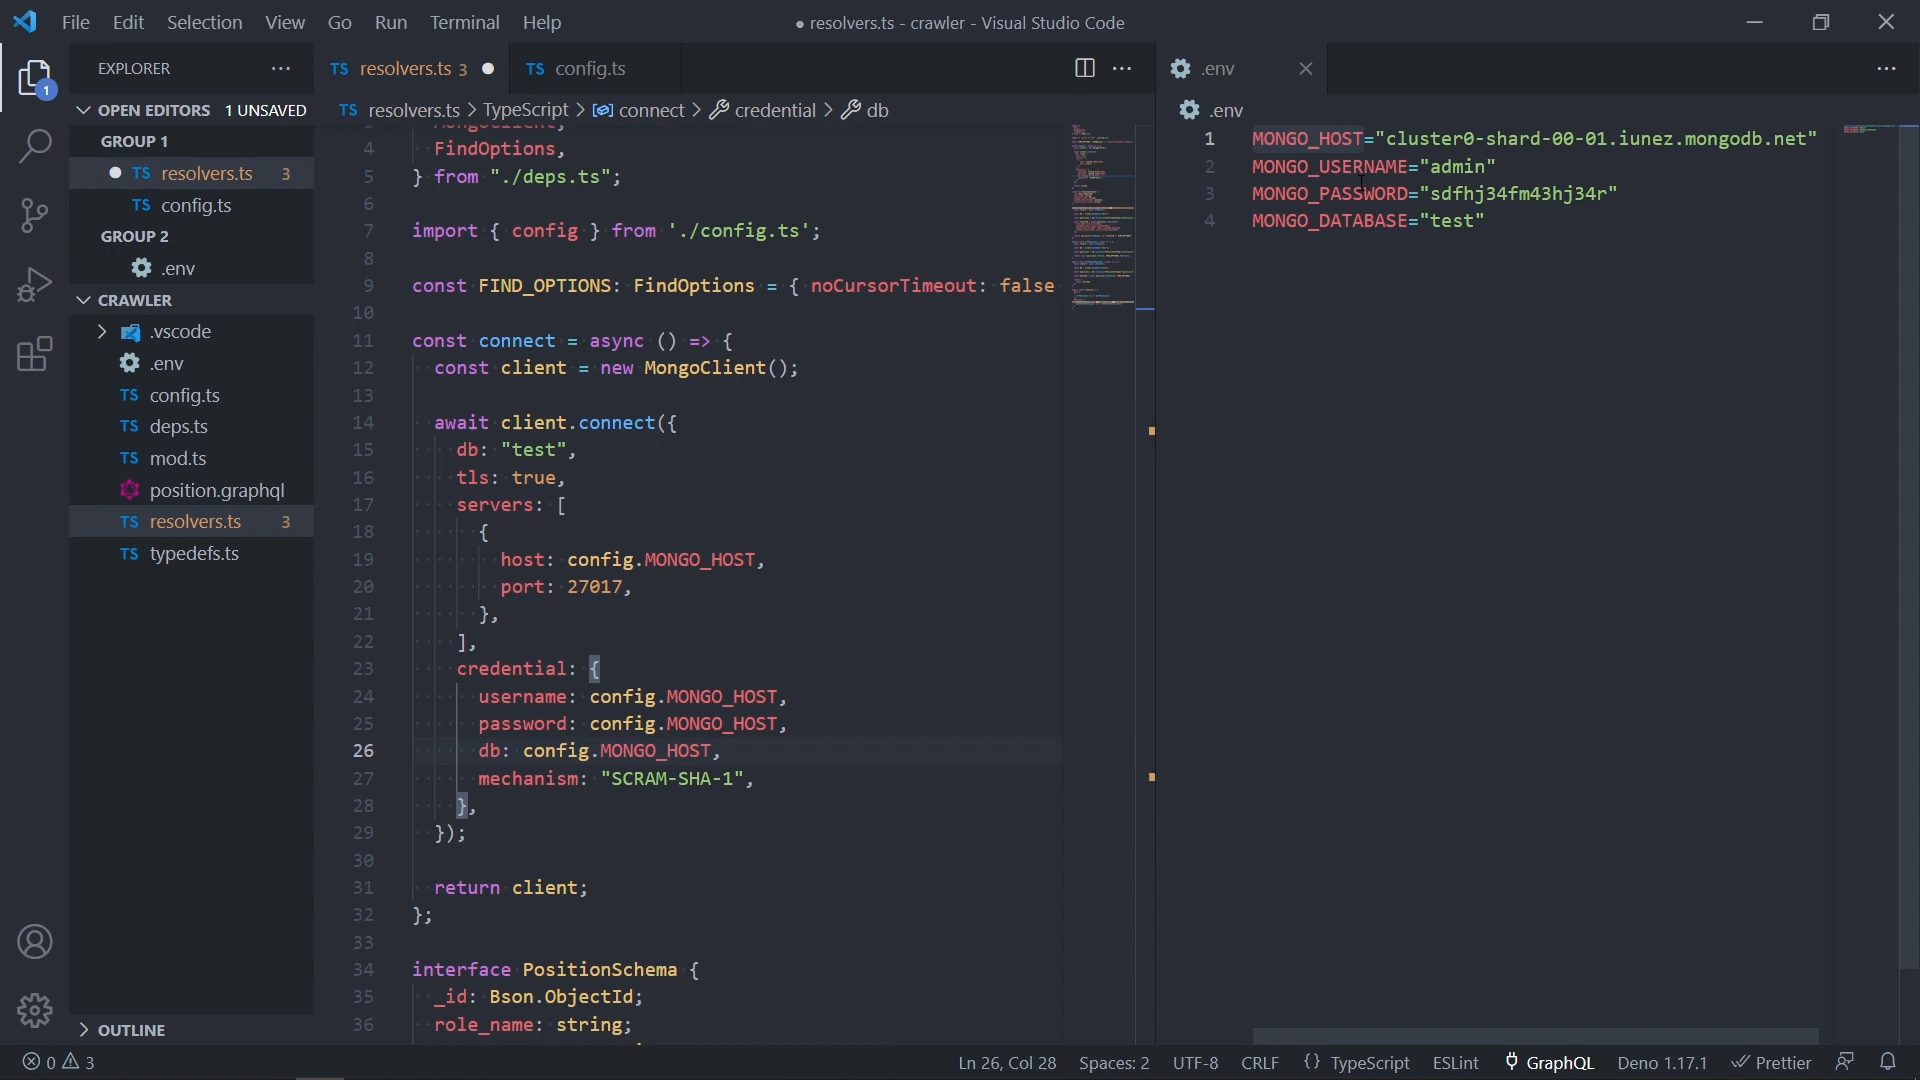 File Edit Selection View Go Run Terminal Help
● resolvers.ts - crawler - Visual Studio Code
EXPLORER
1
OPEN EDITORS 1 UNSAVED
GROUP 1
TS resolvers.ts 3
TS config.ts
GROUP 2
.env
CRAWLER
.vscode
.env
TS config.ts
TS deps.ts
TS mod.ts
position.graphql
TS resolvers.ts 3
TS typedefs.ts
OUTLINE
TS resolvers.ts 3
TS config.ts
TS resolvers.ts > TypeScript > connect > credential > db
3 MongoClient,
4 FindOptions,
5 } from "./deps.ts";
6
7 import { config } from './config.ts';
8
9 const FIND_OPTIONS: FindOptions = { noCursorTimeout: false
10
11 const connect = async () => {
12 const client = new MongoClient();
13
14 await client.connect({
15 db: "test",
16 tls: true,
17 servers: [
18 {
19 host: config.MONGO_HOST,
20 port: 27017,
21 },
22 ],
23 credential: {
24 username: config.MONGO_HOST,
25 password: config.MONGO_HOST,
26 db: config.MONGO_HOST,
27 mechanism: "SCRAM-SHA-1",
28 },
29 });
30
31 return client;
32 };
33
34 interface PositionSchema {
35 _id: Bson.ObjectId;
36 role_name: string;
.env
.env
1 MONGO_HOST="cluster0-shard-00-01.iunez.mongodb.net"
2 MONGO_USERNAME="admin"
3 MONGO_PASSWORD="sdfhj34fm43hj34r"
4 MONGO_DATABASE="test"
0 3
Ln 26, Col 28 Spaces: 2 UTF-8 CRLF {} TypeScript ESLint GraphQL Deno 1.17.1 Prettier